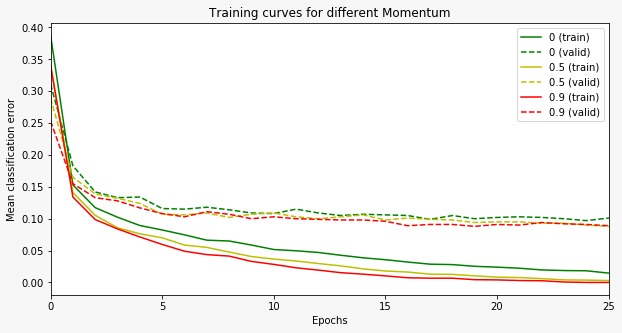 Training curves for different Momentum
Mean classification error
0.40
0.35
0.30
0.25
0.20
0.15
0.10
0.05
0.00
0 (train)
0 (valid)
0.5 (train)
0.5 (valid)
0.9 (train)
0.9 (valid)
0 5 10 15 20 25
Epochs